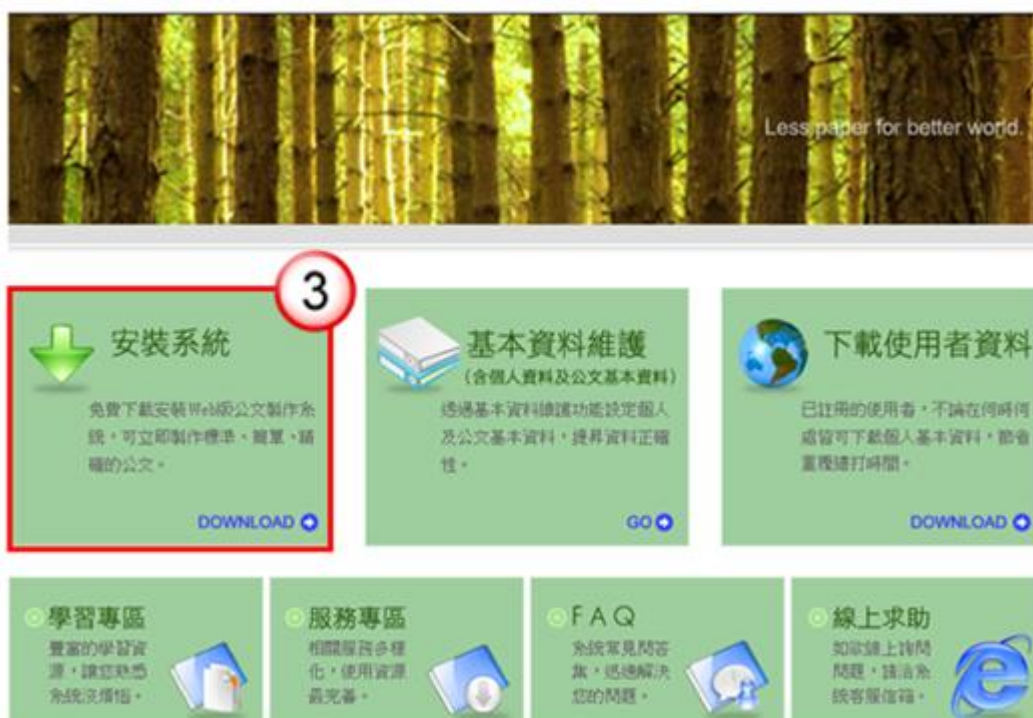 Less paper for better world.
3
安裝系統
免費下載安裝Web版公文製作系
統，可立即製作標準、簡單、精
確的公文。
DOWNLOAD
基本資料維護
(含個人資料及公文基本資料)
透過基本資料維護功能設定個人
及公文基本資料，提昇資料正確
性。
GO
下載使用者資料
已註冊的使用者，不論在何時何
處皆可下載個人基本資料，節省
重複繕打時間。
DOWNLOAD
學習專區
豐富的學習資
源，讓您熟悉
系統沒煩惱。
服務專區
相關服務多樣
化，使用資源
最完善。
FAQ
系統常見問答
集，迅速解決
您的問題。
線上求助
如欲線上詢問
問題，請洽系
統客服信箱。